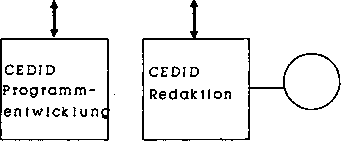 CEDID
Programm-
entwicklung
CEDID
Redaktion